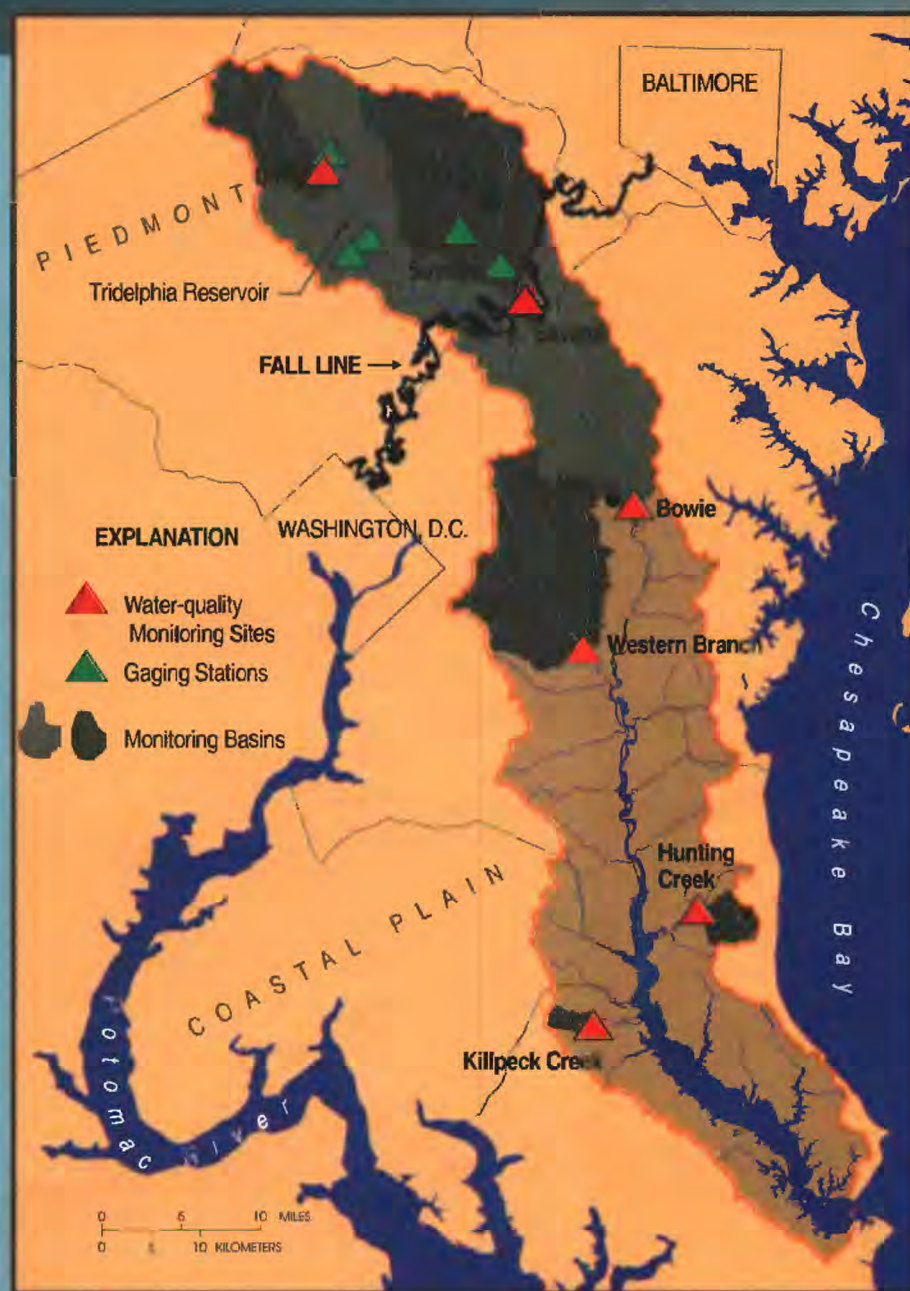 BALTIMORE
PIEDMONT
Tridelphia Reservoir
FALL LINE
EXPLANATION
WASHINGTON, D.C.
Water-quality
Monitoring Sites
Gaging Stations
Monitoring Basins
Bowie
Western Branch
Hunting
Creek
Killpeck Creek
COASTAL PLAIN
Chesapeake Bay
Potomac River
0 5 10 MILES
0 5 10 KILOMETERS